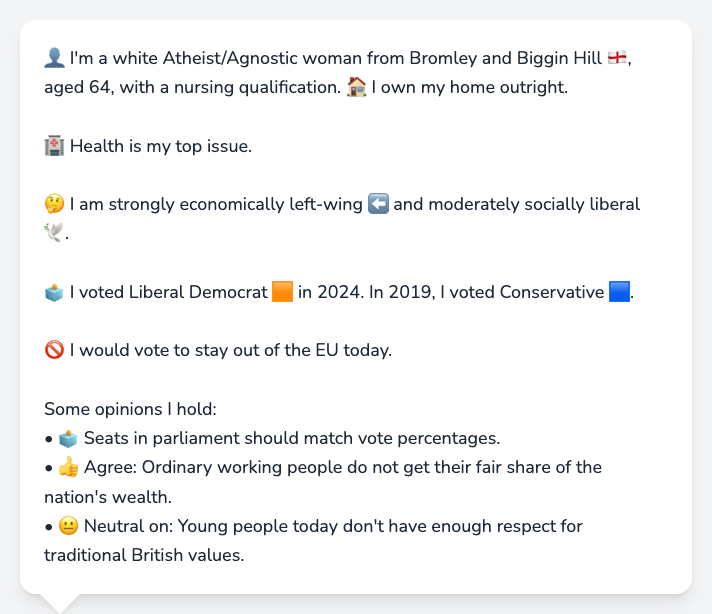 👤 I'm a white Atheist/Agnostic woman from Bromley and Biggin Hill 🏴󠁧󠁢󠁥󠁮󠁧󠁿,
aged 64, with a nursing qualification. 🏠 I own my home outright.
🏥 Health is my top issue.
🤔 I am strongly economically left-wing ⬅️ and moderately socially liberal
🕊️.
🗳️ I voted Liberal Democrat 🟧 in 2024. In 2019, I voted Conservative 🟦.
🚫 I would vote to stay out of the EU today.
Some opinions I hold:
• 🗳️ Seats in parliament should match vote percentages.
• 👍 Agree: Ordinary working people do not get their fair share of the
nation's wealth.
• 😐 Neutral on: Young people today don't have enough respect for
traditional British values.